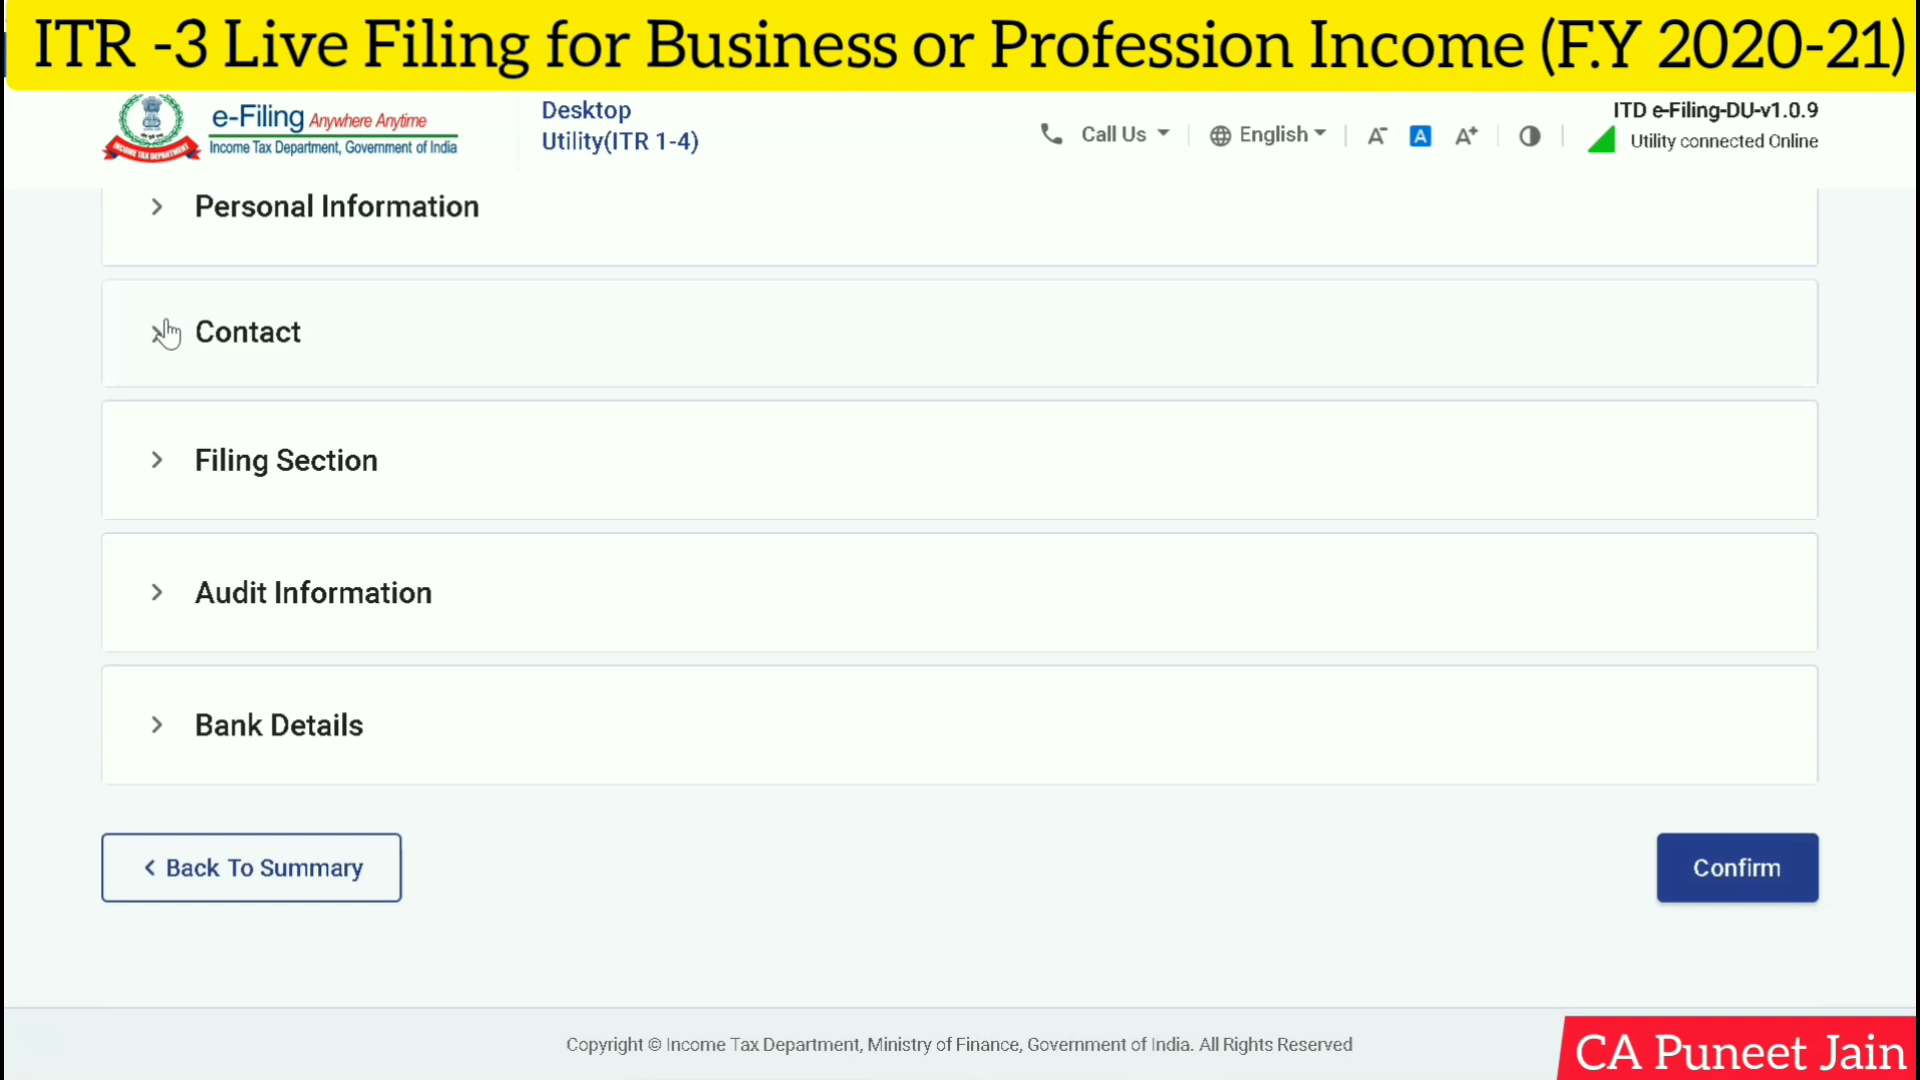 ITR -3 Live Filing for Business or Profession Income (F.Y 2020-21)
e-Filing Anywhere Anytime
Income Tax Department, Government of India
INCOME TAX DEPARTMENT
Desktop
Utility(ITR 1-4)
Call Us
English
A-
A
A+
ITD e-Filing-DU-v1.0.9
Utility connected Online
Personal Information
Contact
Filing Section
Audit Information
Bank Details
Back To Summary
Confirm
Copyright © Income Tax Department, Ministry of Finance, Government of India. All Rights Reserved
CA Puneet Jain